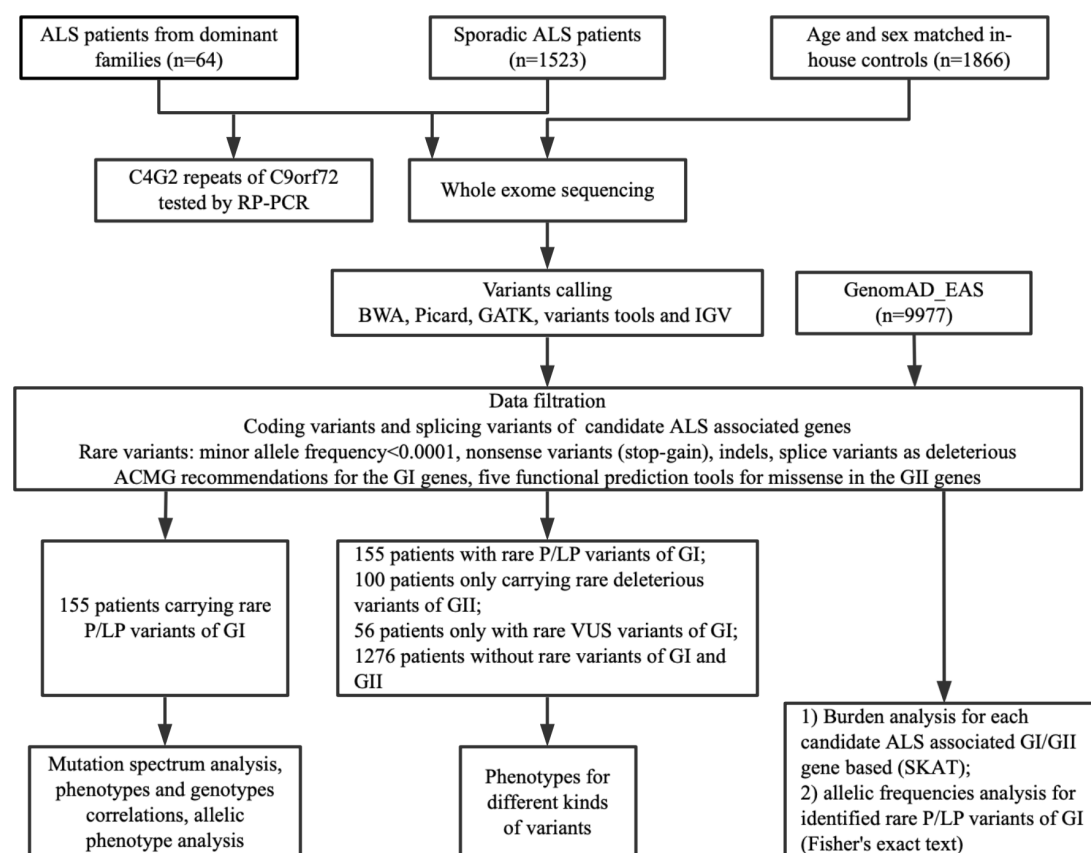 ALS patients from dominant
families (n=64)
Sporadic ALS patients
(n=1523)
Age and sex matched in-
house controls (n=1866)
C4G2 repeats of C9orf72
tested by RP-PCR
Whole exome sequencing
Variants calling
BWA, Picard, GATK, variants tools and IGV
GenomAD_EAS
(n=9977)
Data filtration
Coding variants and splicing variants of candidate ALS associated genes
Rare variants: minor allele frequency<0.0001, nonsense variants (stop-gain), indels, splice variants as deleterious
ACMG recommendations for the GI genes, five functional prediction tools for missense in the GII genes
155 patients carrying rare
P/LP variants of GI
155 patients with rare P/LP variants of GI;
100 patients only carrying rare deleterious
variants of GII;
56 patients only with rare VUS variants of GI;
1276 patients without rare variants of GI and
GII
Mutation spectrum analysis,
phenotypes and genotypes
correlations, allelic
phenotype analysis
Phenotypes for
different kinds
of variants
1) Burden analysis for each
candidate ALS associated GI/GII
gene based (SKAT);
2) allelic frequencies analysis for
identified rare P/LP variants of GI
(Fisher's exact text)